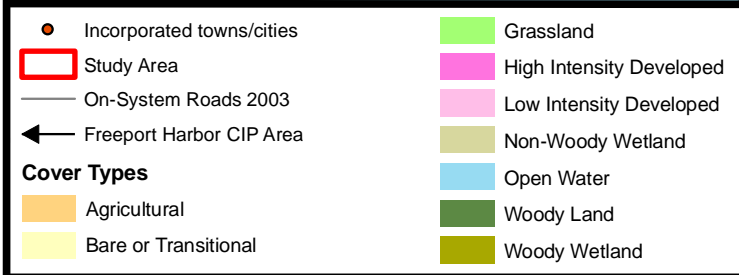 Incorporated towns/cities
Study Area
On-System Roads 2003
Freeport Harbor CIP Area
Cover Types
Agricultural
Bare or Transitional
Grassland
High Intensity Developed
Low Intensity Developed
Non-Woody Wetland
Open Water
Woody Land
Woody Wetland